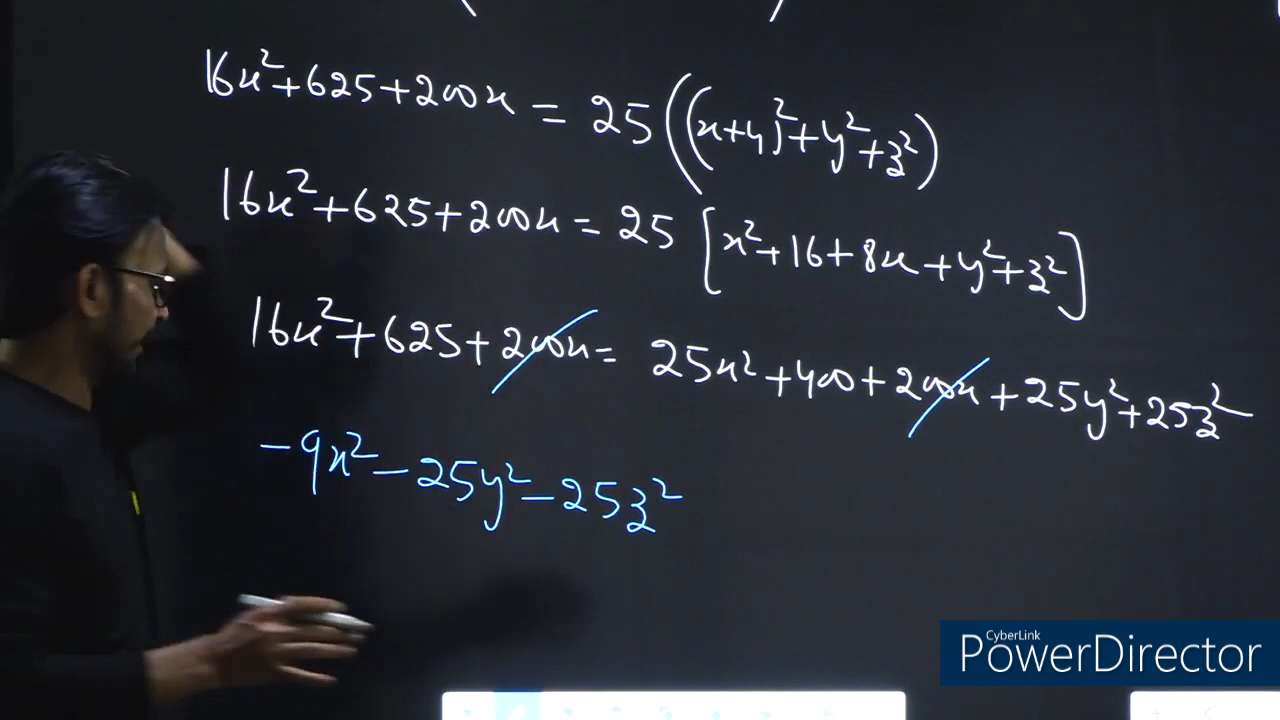 16x²+625+200x = 25((x+4)²+y²+z²)
16x²+625+200x = 25 [x²+16+8x+y²+z²]
16x²+625+200x = 25x²+400+200x+25y²+25z²
-9x²-25y²-25z²
CyberLink
PowerDirector